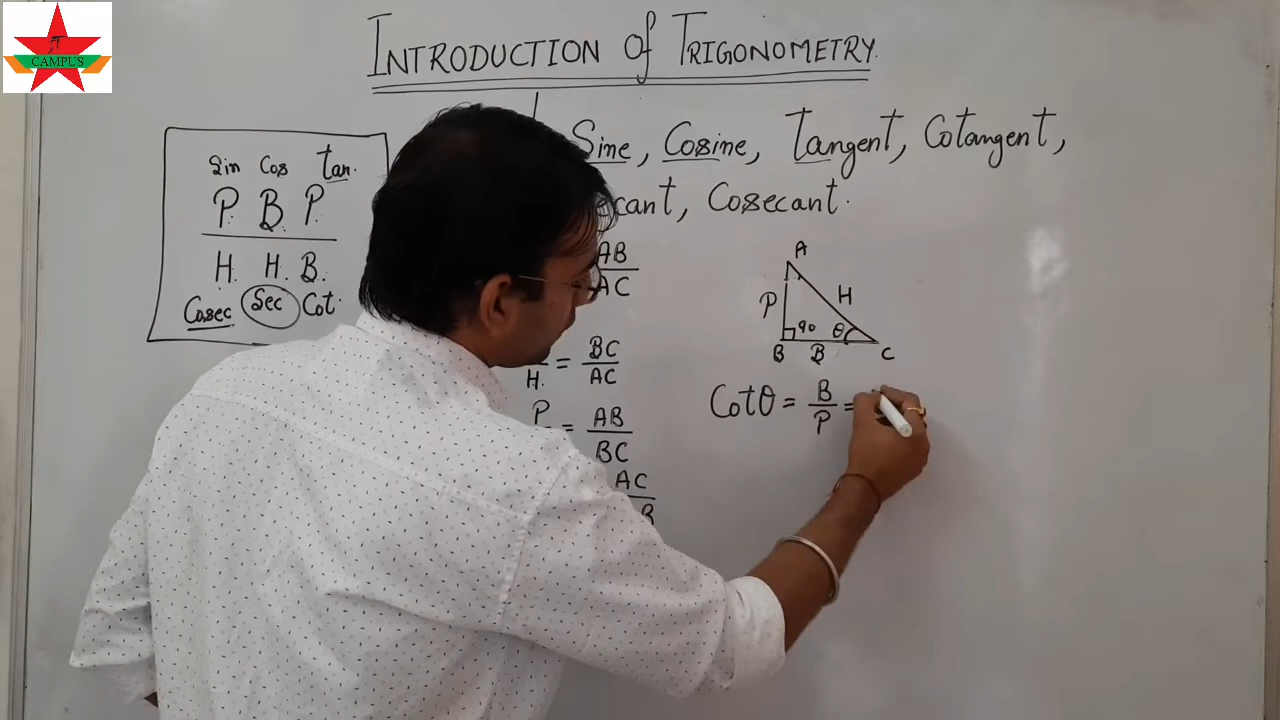 CAMPUS
INTRODUCTION of TRIGONOMETRY.
Sine, Cosine, Tangent, Cotangent,
ecant, Cosecant.
Sin Cos tan.
P. B. P.
H. H. B.
Cosec Sec Cot.
AB
AC
H. = BC
AC
P = AB
BC
AC
B
A
P H
90 θ
B B C
Cotθ = B =
P